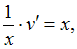 1/x · v′ = x,